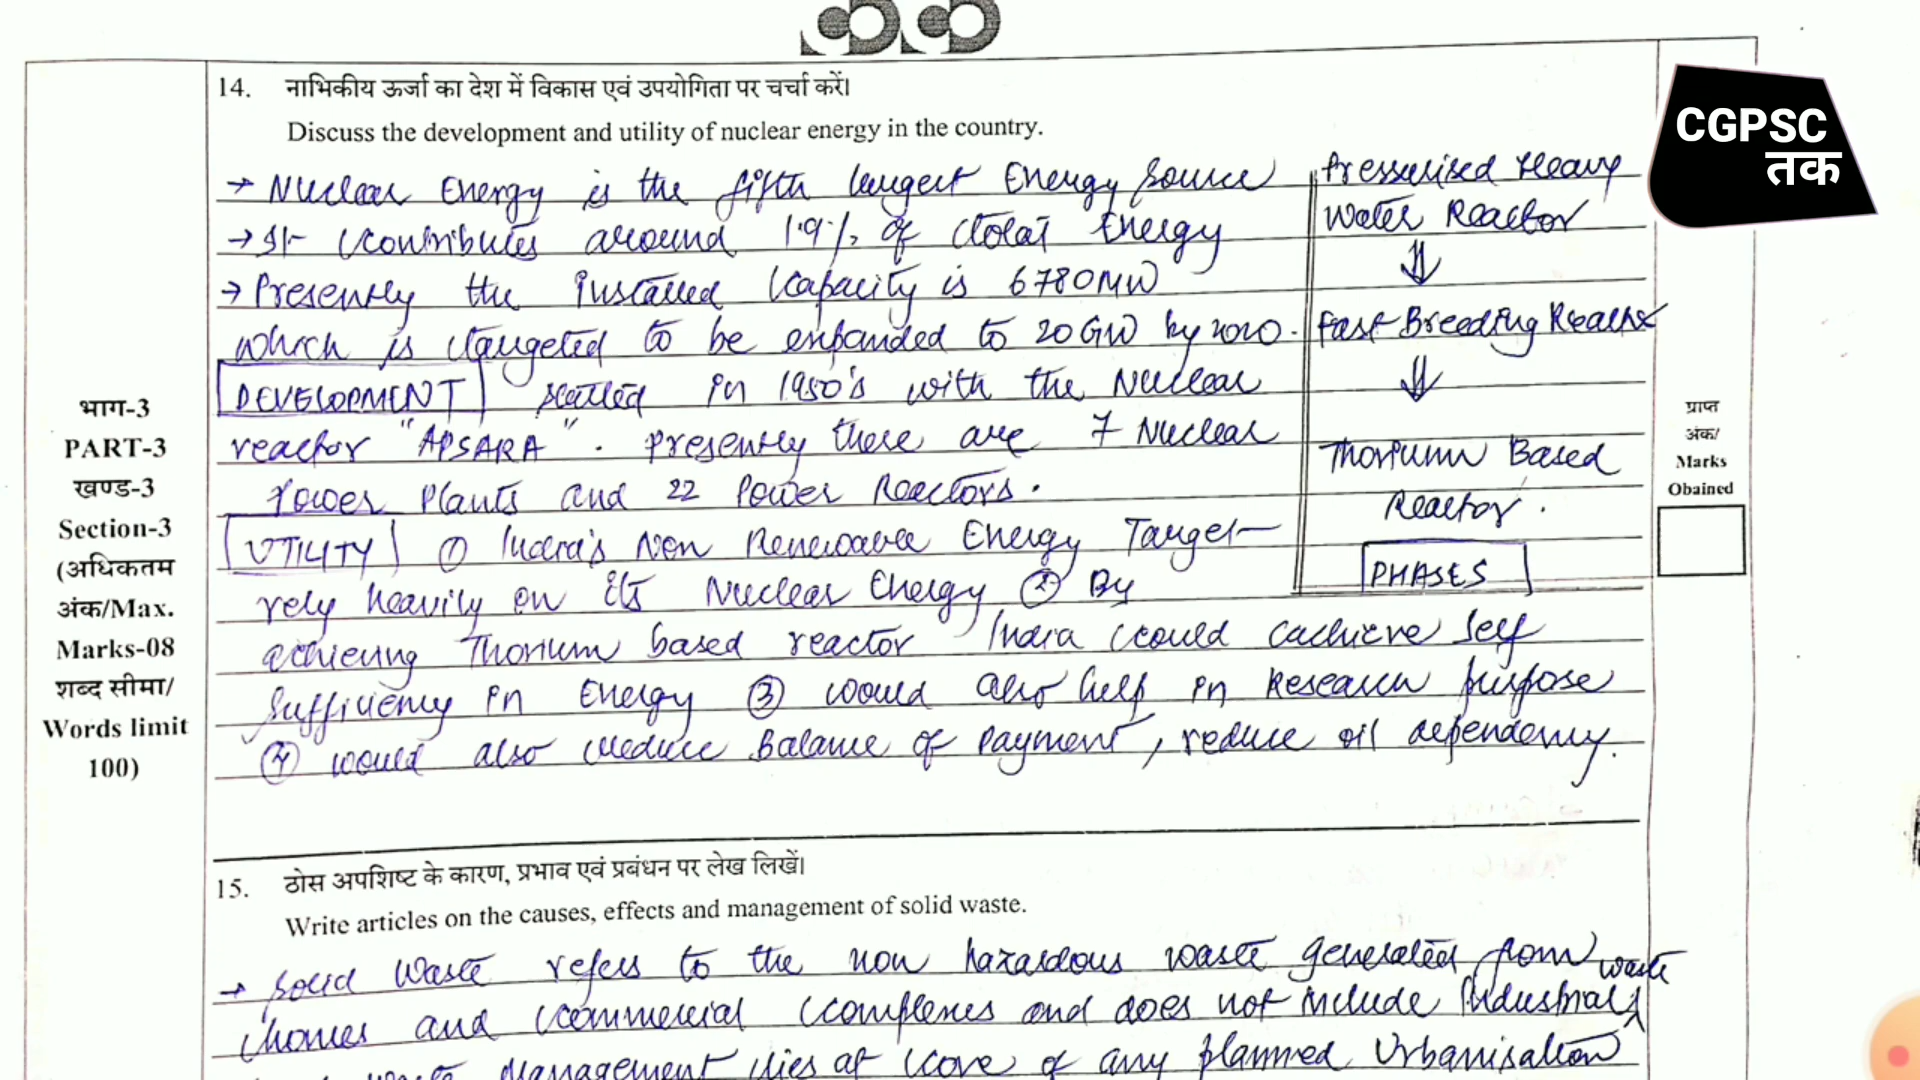 14. नाभिकीय ऊर्जा का देश में विकास एवं उपयोगिता पर चर्चा करें।
Discuss the development and utility of nuclear energy in the country.
CGPSC
तक
→ Nuclear Energy is the fifth largest Energy Source
→ It contributes around 1.9% of total Energy
→ Presently the installed capacity is 6780MW
which is targeted to be expanded to 20 GW by
DEVELOPMENT started in 1950's with the Nuclear
reactor "APSARA". Presently there are 7 Nuclear
Power Plants and 22 Power Reactors.
UTILITY ① India's Non Renewable Energy Target
rely heavily on its Nuclear Energy ② By
achieving Thorium based reactor India could achieve self
sufficiency in Energy ③ would also help in Research purpose
④ would also reduce Balance of Payment, reduce oil dependency.
Pressurised Heavy
Water Reactor
⇓
Fast Breeding Reactor
⇓
Thorium Based
Reactor.
PHASES
भाग-3
PART-3
खण्ड-3
Section-3
(अधिकतम
अंक/Max.
Marks-08
शब्द सीमा/
Words limit
100)
प्राप्त
अंक/
Marks
Obained
15. ठोस अपशिष्ट के कारण, प्रभाव एवं प्रबंधन पर लेख लिखें।
Write articles on the causes, effects and management of solid waste.
→ Solid Waste refers to the non hazardous waste generated from
homes and commercial complexes and does not include Industrial waste
management lies at core of any planned Urbanisation